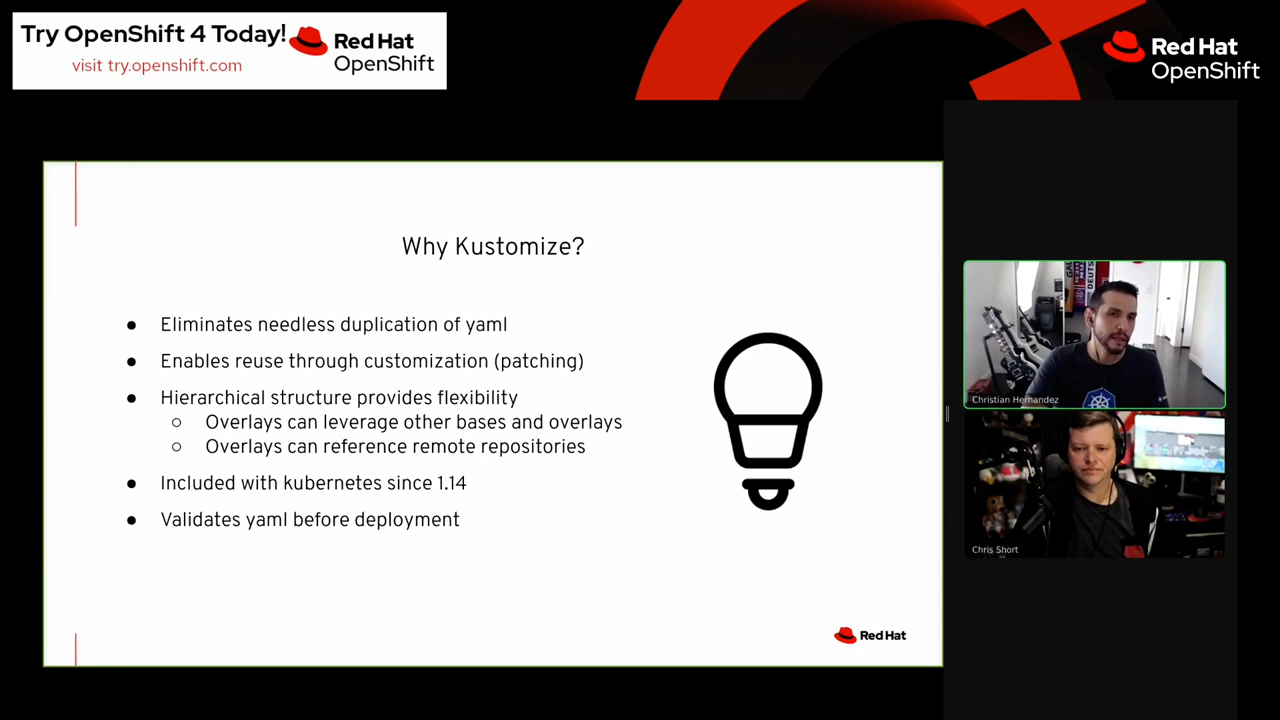 Try OpenShift 4 Today!
visit try.openshift.com
Red Hat
OpenShift
Red Hat
OpenShift
Why Kustomize?
● Eliminates needless duplication of yaml
● Enables reuse through customization (patching)
● Hierarchical structure provides flexibility
○ Overlays can leverage other bases and overlays
○ Overlays can reference remote repositories
● Included with kubernetes since 1.14
● Validates yaml before deployment
Red Hat
Christian Hernandez
Chris Short